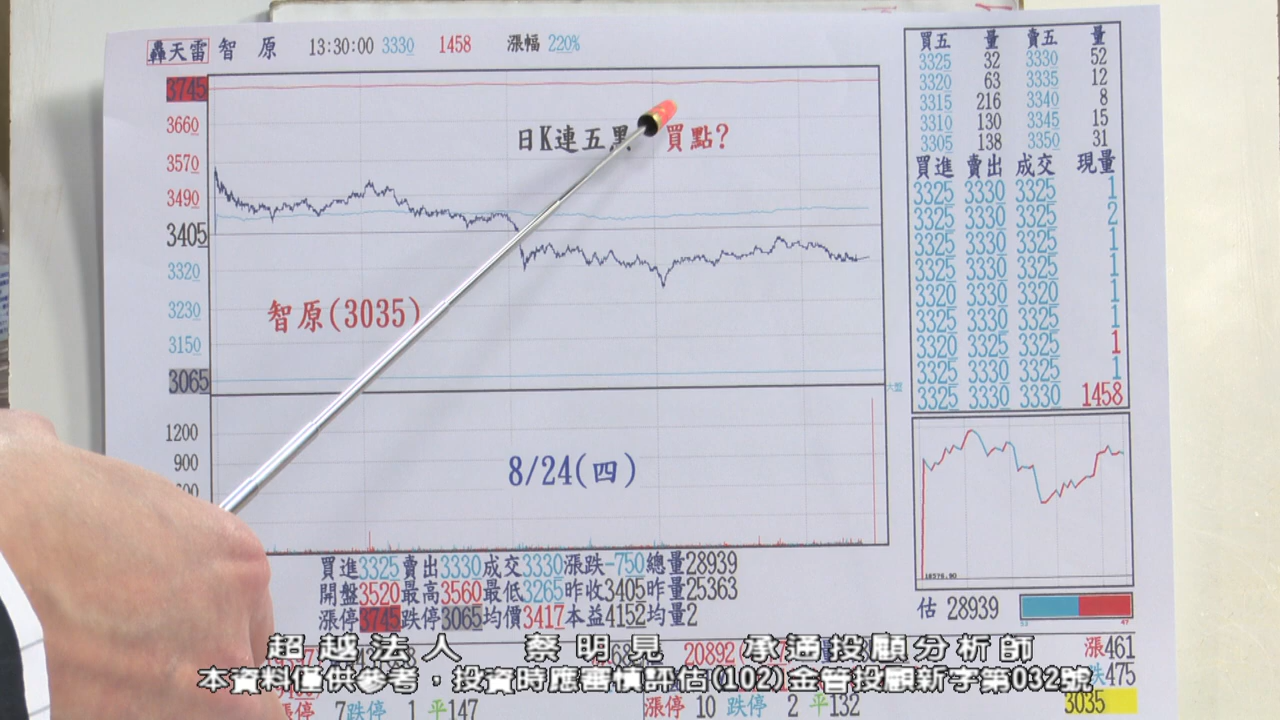 轟天雷 智 原 13:30:00 3330 1458 漲幅 220%
3745
3660
3570
3490
3405
3320
3230
3150
3065
日K連五黑 買點?
智原(3035)
大盤
1200
900
8/24(四)
買五 量 賣五 量
3325 32 3330 52
3320 63 3335 12
3315 216 3340 8
3310 130 3345 15
3305 138 3350 31
買進 賣出 成交 現量
3325 3330 3325 1
3325 3330 3325 2
3325 3330 3325 1
3325 3330 3325 1
3320 3330 3320 1
3325 3330 3325 1
3320 3325 3320 1
3325 3330 3325 1
3325 3330 3330 1458
估 28939
53 47
買進3325賣出3330成交3330漲跌-750總量28939
開盤3520最高3560最低3265昨收3405昨量25363
漲停3745跌停3065均價3417本益4152均量2
超越法人 蔡明見 承通投顧分析師
本資料僅供參考，投資時應審慎評估(102)金管投顧新字第032號
20892
漲461
跌475
漲停 7跌停 1 平147
漲停 10 跌停 2 平132
3035